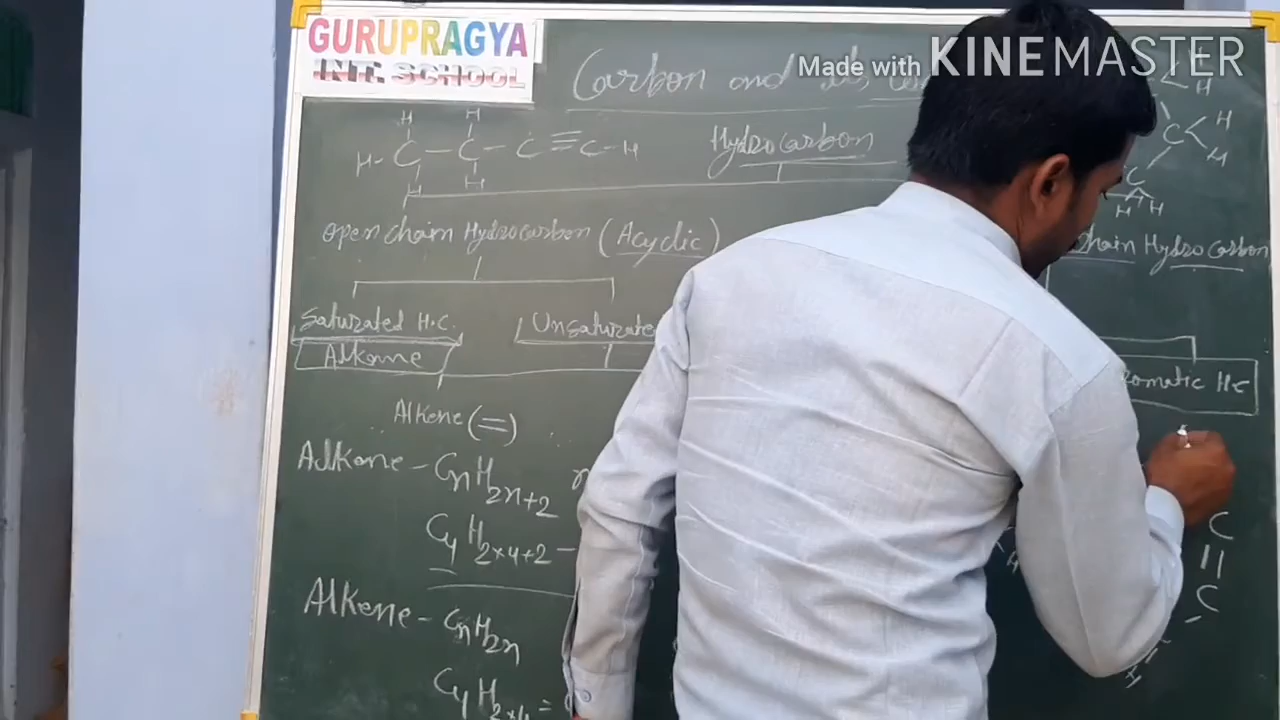 GURUPRAGYA
INT. SCHOOL
Carbon and its
Made with KINEMASTER
H H
H - C - C - C ≡ C - H
H H
Hydrocarbon
H
C H
H
C
H H
open chain Hydrocarbon (Acyclic)
chain Hydrocarbon
Saturated H.C.
Alkane
Unsaturate
romatic HC
Alkene (=)
Alkane - CnH2n+2
C4H2×4+2 -
C
||
C
H
Alkene - CnH2n
C4H2×4 =